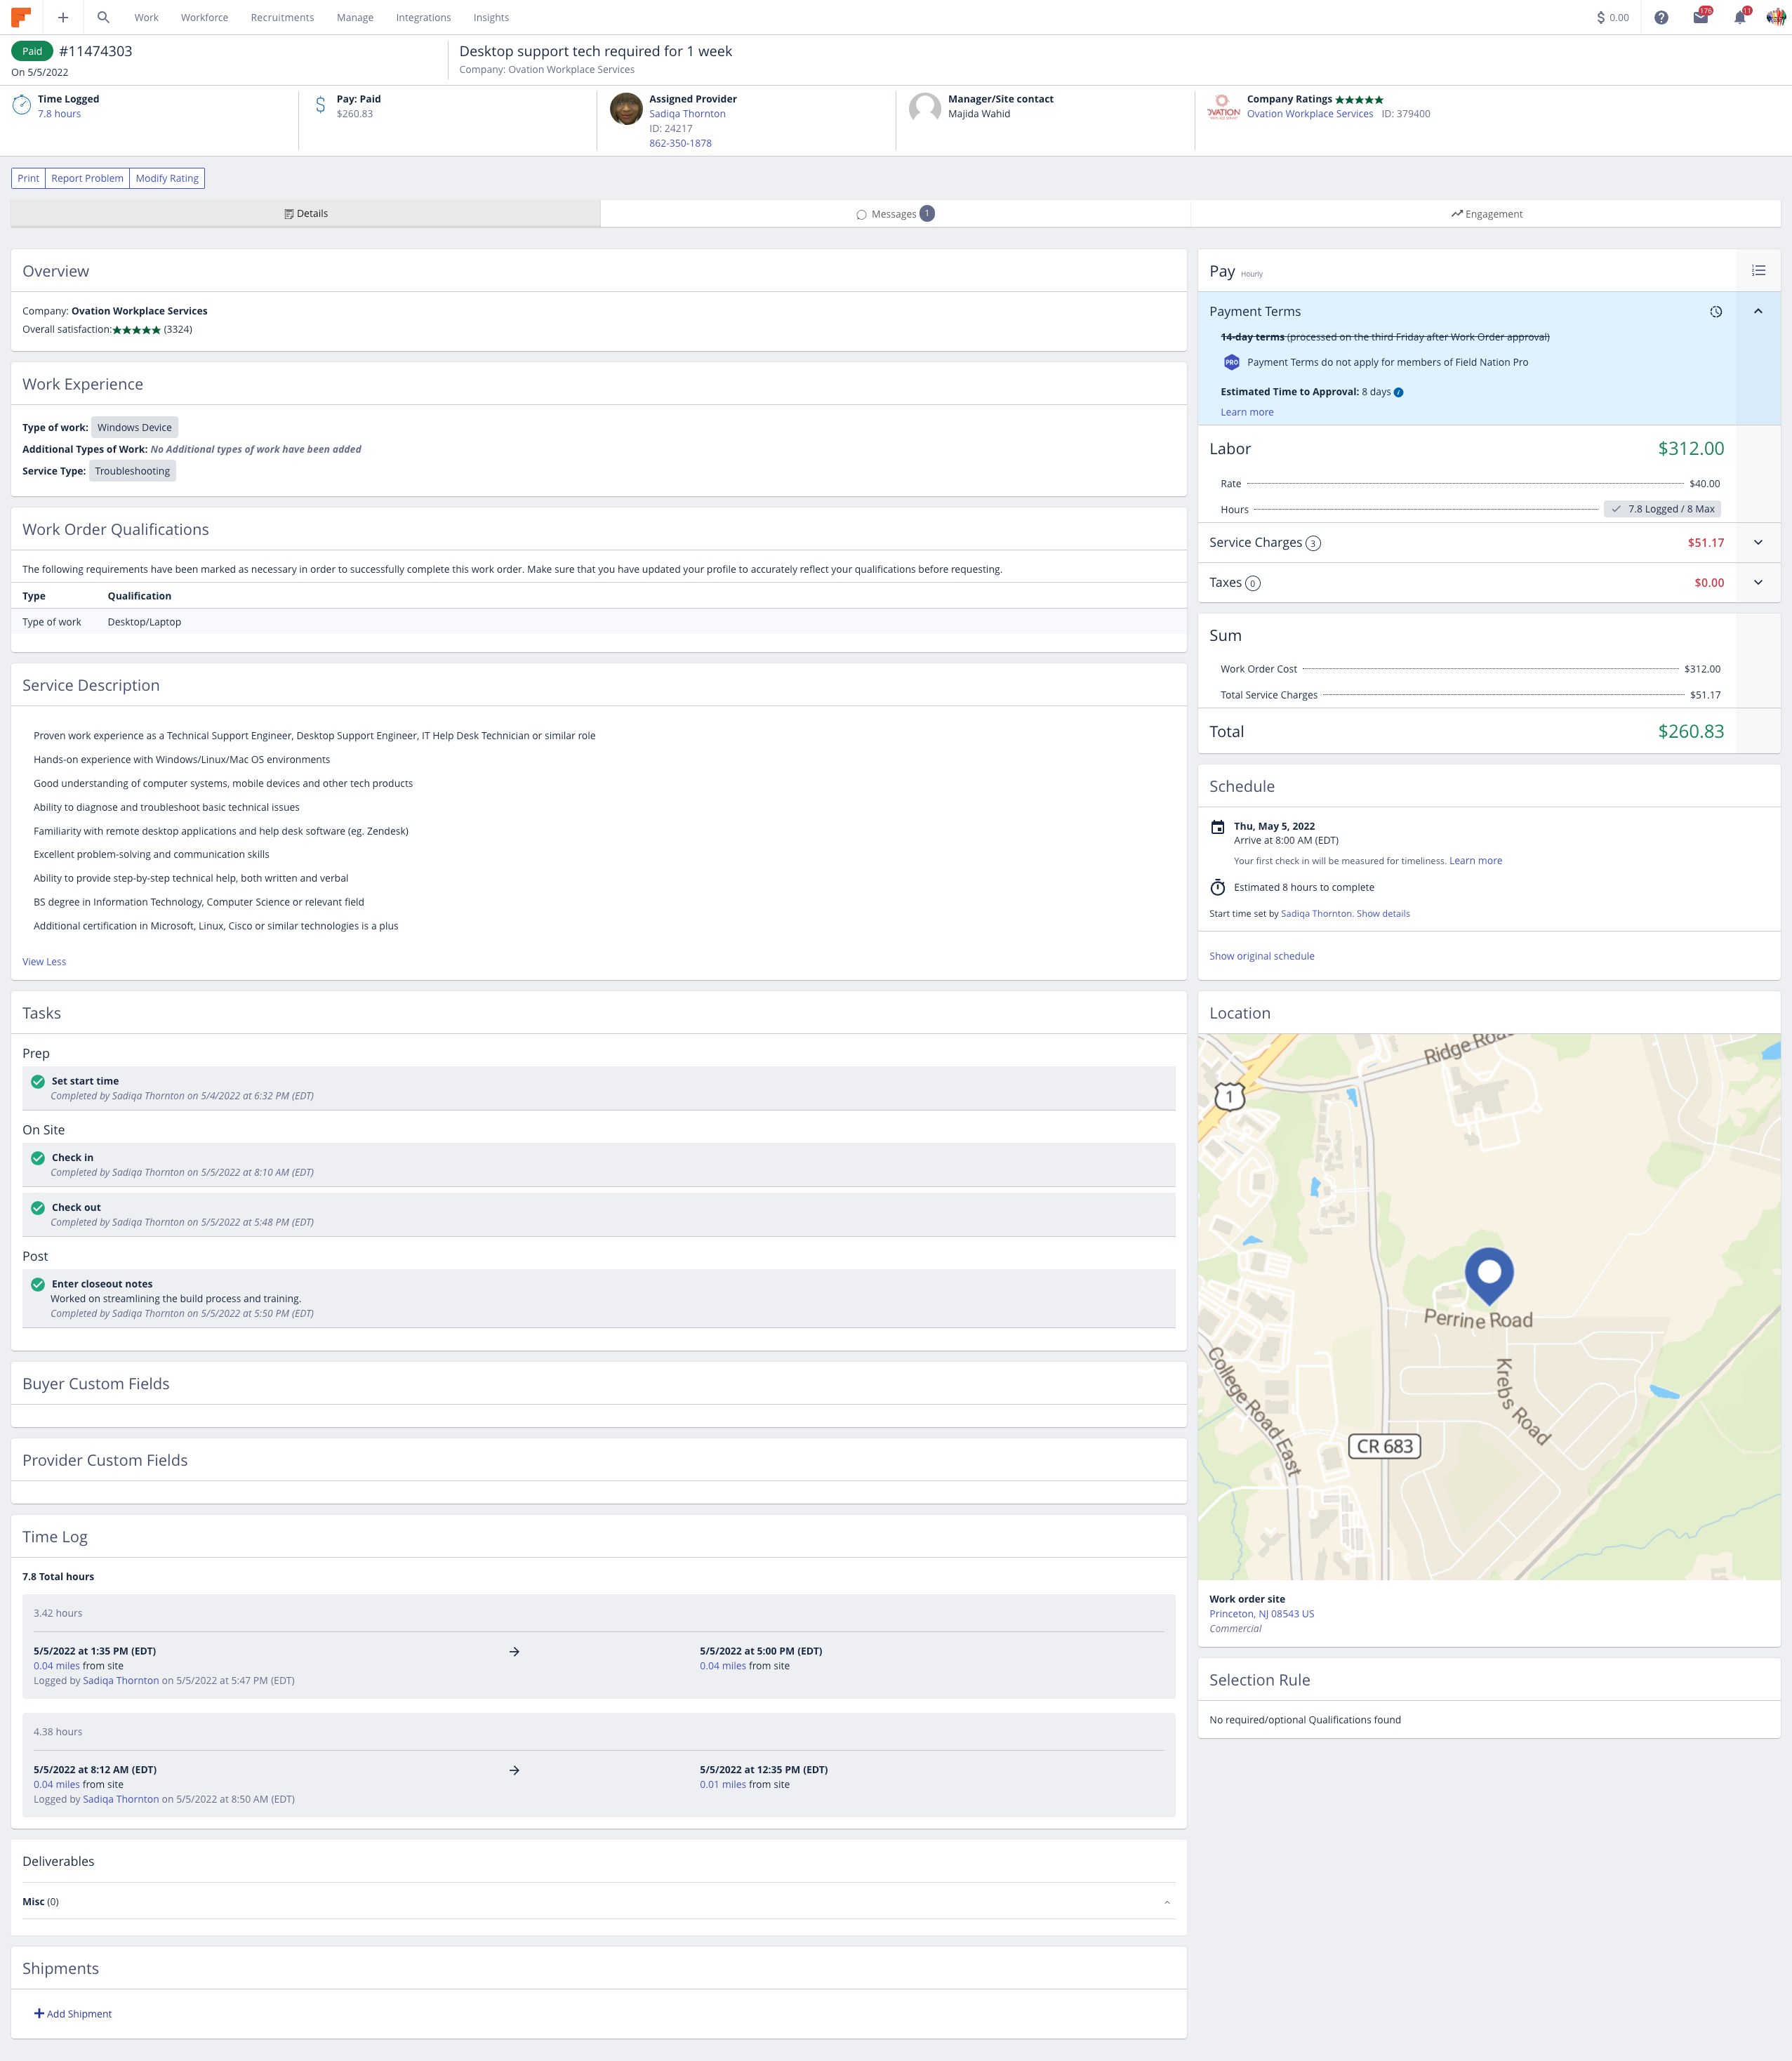 Work Workforce Recruitments Manage Integrations Insights $ 0.00 176 11
Paid #11474303
On 5/5/2022
Desktop support tech required for 1 week
Company: Ovation Workplace Services
Time Logged
7.8 hours
Pay: Paid
$260.83
Assigned Provider
Sadiqa Thornton
ID: 24217
862-350-1878
Manager/Site contact
Majida Wahid
OVATION
Company Ratings ★★★★★
Ovation Workplace Services ID: 379400
Print Report Problem Modify Rating
Details Messages 1 Engagement
Overview
Company: Ovation Workplace Services
Overall satisfaction:★★★★★ (3324)
Work Experience
Type of work: Windows Device
Additional Types of Work: No Additional types of work have been added
Service Type: Troubleshooting
Work Order Qualifications
The following requirements have been marked as necessary in order to successfully complete this work order. Make sure that you have updated your profile to accurately reflect your qualifications before requesting.
Type Qualification
Type of work Desktop/Laptop
Service Description
Proven work experience as a Technical Support Engineer, Desktop Support Engineer, IT Help Desk Technician or similar role
Hands-on experience with Windows/Linux/Mac OS environments
Good understanding of computer systems, mobile devices and other tech products
Ability to diagnose and troubleshoot basic technical issues
Familiarity with remote desktop applications and help desk software (eg. Zendesk)
Excellent problem-solving and communication skills
Ability to provide step-by-step technical help, both written and verbal
BS degree in Information Technology, Computer Science or relevant field
Additional certification in Microsoft, Linux, Cisco or similar technologies is a plus
View Less
Tasks
Prep
Set start time
Completed by Sadiqa Thornton on 5/4/2022 at 6:32 PM (EDT)
On Site
Check in
Completed by Sadiqa Thornton on 5/5/2022 at 8:10 AM (EDT)
Check out
Completed by Sadiqa Thornton on 5/5/2022 at 5:48 PM (EDT)
Post
Enter closeout notes
Worked on streamlining the build process and training.
Completed by Sadiqa Thornton on 5/5/2022 at 5:50 PM (EDT)
Buyer Custom Fields
Provider Custom Fields
Time Log
7.8 Total hours
3.42 hours
5/5/2022 at 1:35 PM (EDT) → 5/5/2022 at 5:00 PM (EDT)
0.04 miles from site 0.04 miles from site
Logged by Sadiqa Thornton on 5/5/2022 at 5:47 PM (EDT)
4.38 hours
5/5/2022 at 8:12 AM (EDT) → 5/5/2022 at 12:35 PM (EDT)
0.04 miles from site 0.01 miles from site
Logged by Sadiqa Thornton on 5/5/2022 at 8:50 AM (EDT)
Deliverables
Misc (0)
Shipments
Add Shipment
Pay Hourly
Payment Terms
14-day terms (processed on the third Friday after Work Order approval)
PRO Payment Terms do not apply for members of Field Nation Pro
Estimated Time to Approval: 8 days
Learn more
Labor $312.00
Rate $40.00
Hours 7.8 Logged / 8 Max
Service Charges 3 $51.17
Taxes 0 $0.00
Sum
Work Order Cost $312.00
Total Service Charges $51.17
Total $260.83
Schedule
Thu, May 5, 2022
Arrive at 8:00 AM (EDT)
Your first check in will be measured for timeliness. Learn more
Estimated 8 hours to complete
Start time set by Sadiqa Thornton. Show details
Show original schedule
Location
Ridge Road
1
Perrine Road
Krebs Road
College Road East
CR 683
Work order site
Princeton, NJ 08543 US
Commercial
Selection Rule
No required/optional Qualifications found